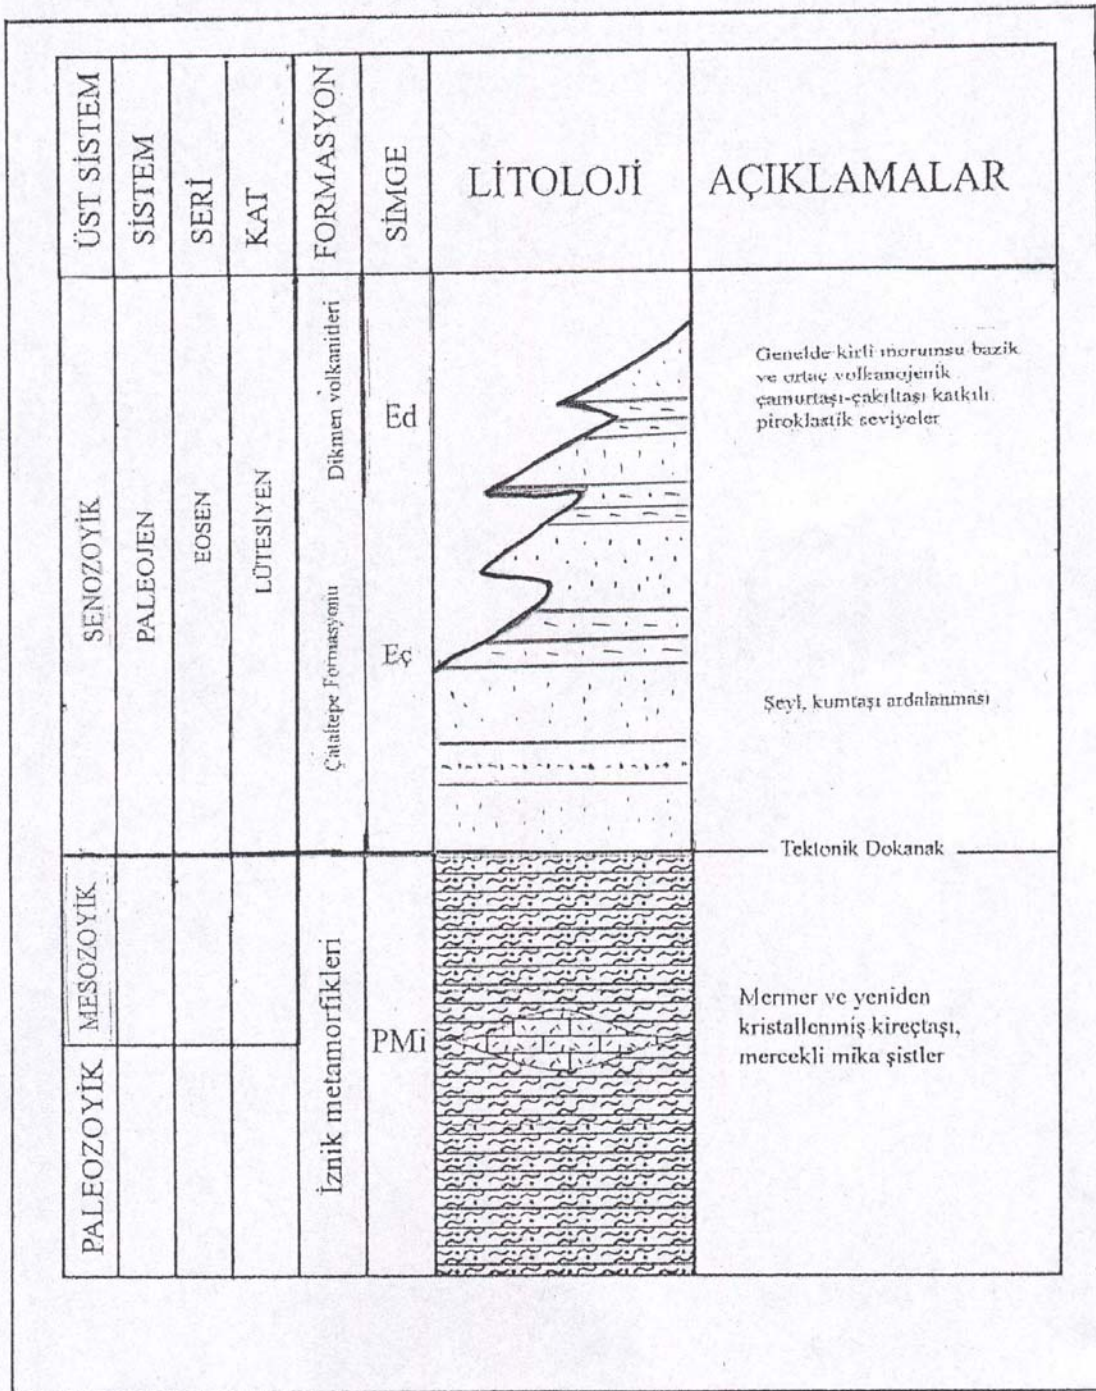 ÜST SİSTEM
SİSTEM
SERİ
KAT
FORMASYON
SİMGE
LİTOLOJİ
AÇIKLAMALAR
SENOZOYİK
PALEOJEN
EOSEN
LÜTESİYEN
Dikmen volkanitleri
Ed
Genelde kirli morumsu bazik
ve ortaç volkanojenik
çamurtaşı-çakıltaşı katkılı
piroklastik seviyeler
Çataltepe Formasyonu
Eç
Şeyl, kumtaşı ardalanması
Tektonik Dokanak
MESOZOYİK
PALEOZOYİK
İznik metamorfikleri
PMi
Mermer ve yeniden
kristallenmiş kireçtaşı,
mercekli mika şistler